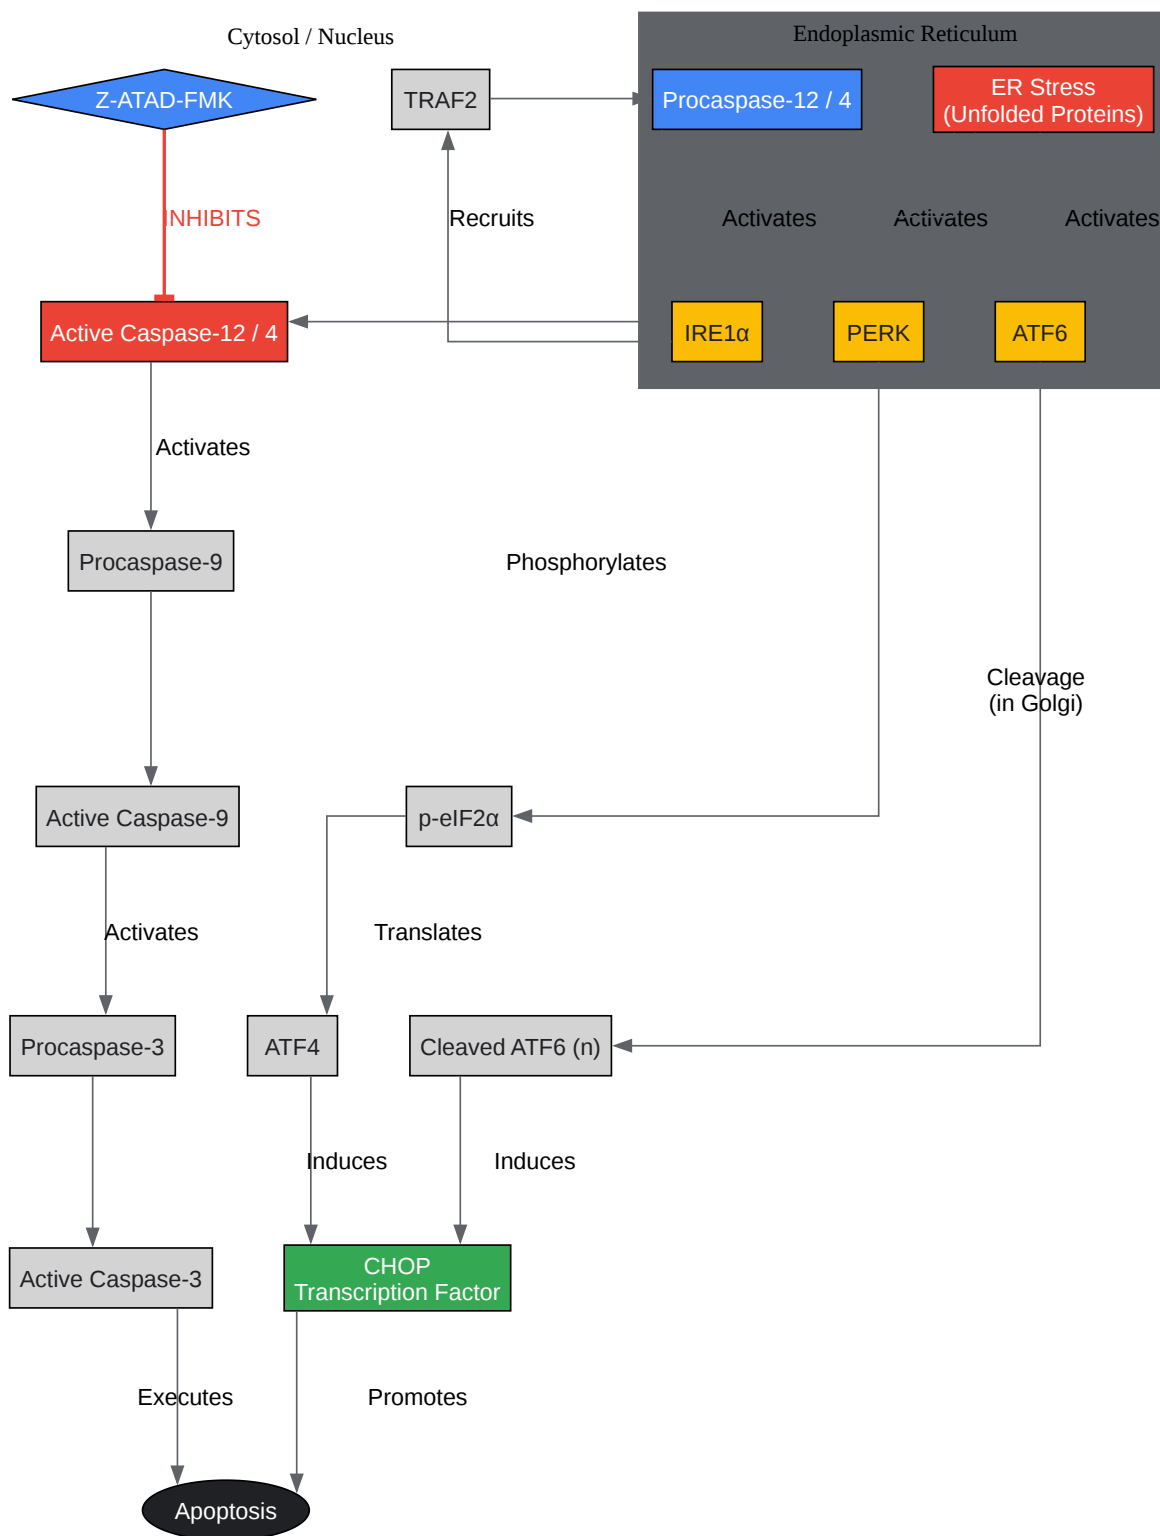 Cytosol / Nucleus
Endoplasmic Reticulum
Z-ATAD-FMK
TRAF2
Procaspase-12 / 4
ER Stress
(Unfolded Proteins)
INHIBITS
Recruits
Activates
Activates
Activates
Active Caspase-12 / 4
IRE1α
PERK
ATF6
Activates
Procaspase-9
Phosphorylates
Cleavage
(in Golgi)
Active Caspase-9
p-eIF2α
Activates
Translates
Procaspase-3
ATF4
Cleaved ATF6 (n)
Induces
Induces
Active Caspase-3
CHOP
Transcription Factor
Executes
Promotes
Apoptosis